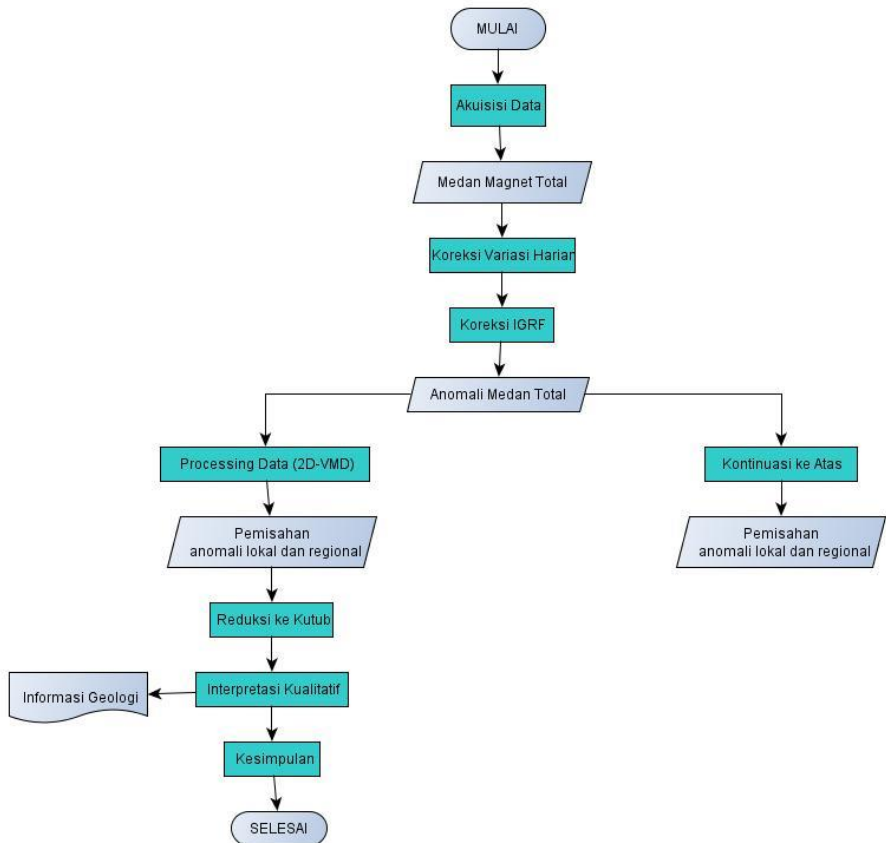 MULAI
Akuisisi Data
Medan Magnet Total
Koreksi Variasi Harian
Koreksi IGRF
Anomali Medan Total
Processing Data (2D-VMD)
Kontinuasi ke Atas
Pemisahan
anomali lokal dan regional
Pemisahan
anomali lokal dan regional
Reduksi ke Kutub
Informasi Geologi
Interpretasi Kualitatif
Kesimpulan
SELESAI